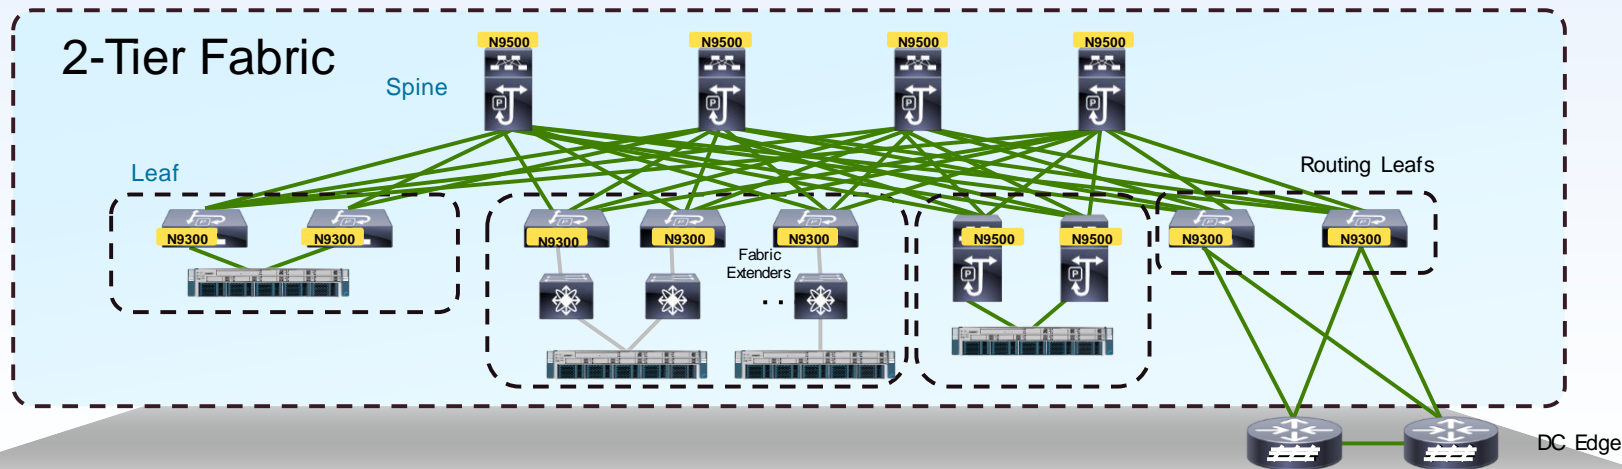 2-Tier Fabric
Spine
N9500
N9500
N9500
N9500
Leaf
Routing Leafs
N9300
N9300
N9300
N9300
N9300
Fabric
Extenders
. .
N9500
N9500
N9300
N9300
P
P
P
P
P
P
P
P
P
P
P
P
P
DC Edge